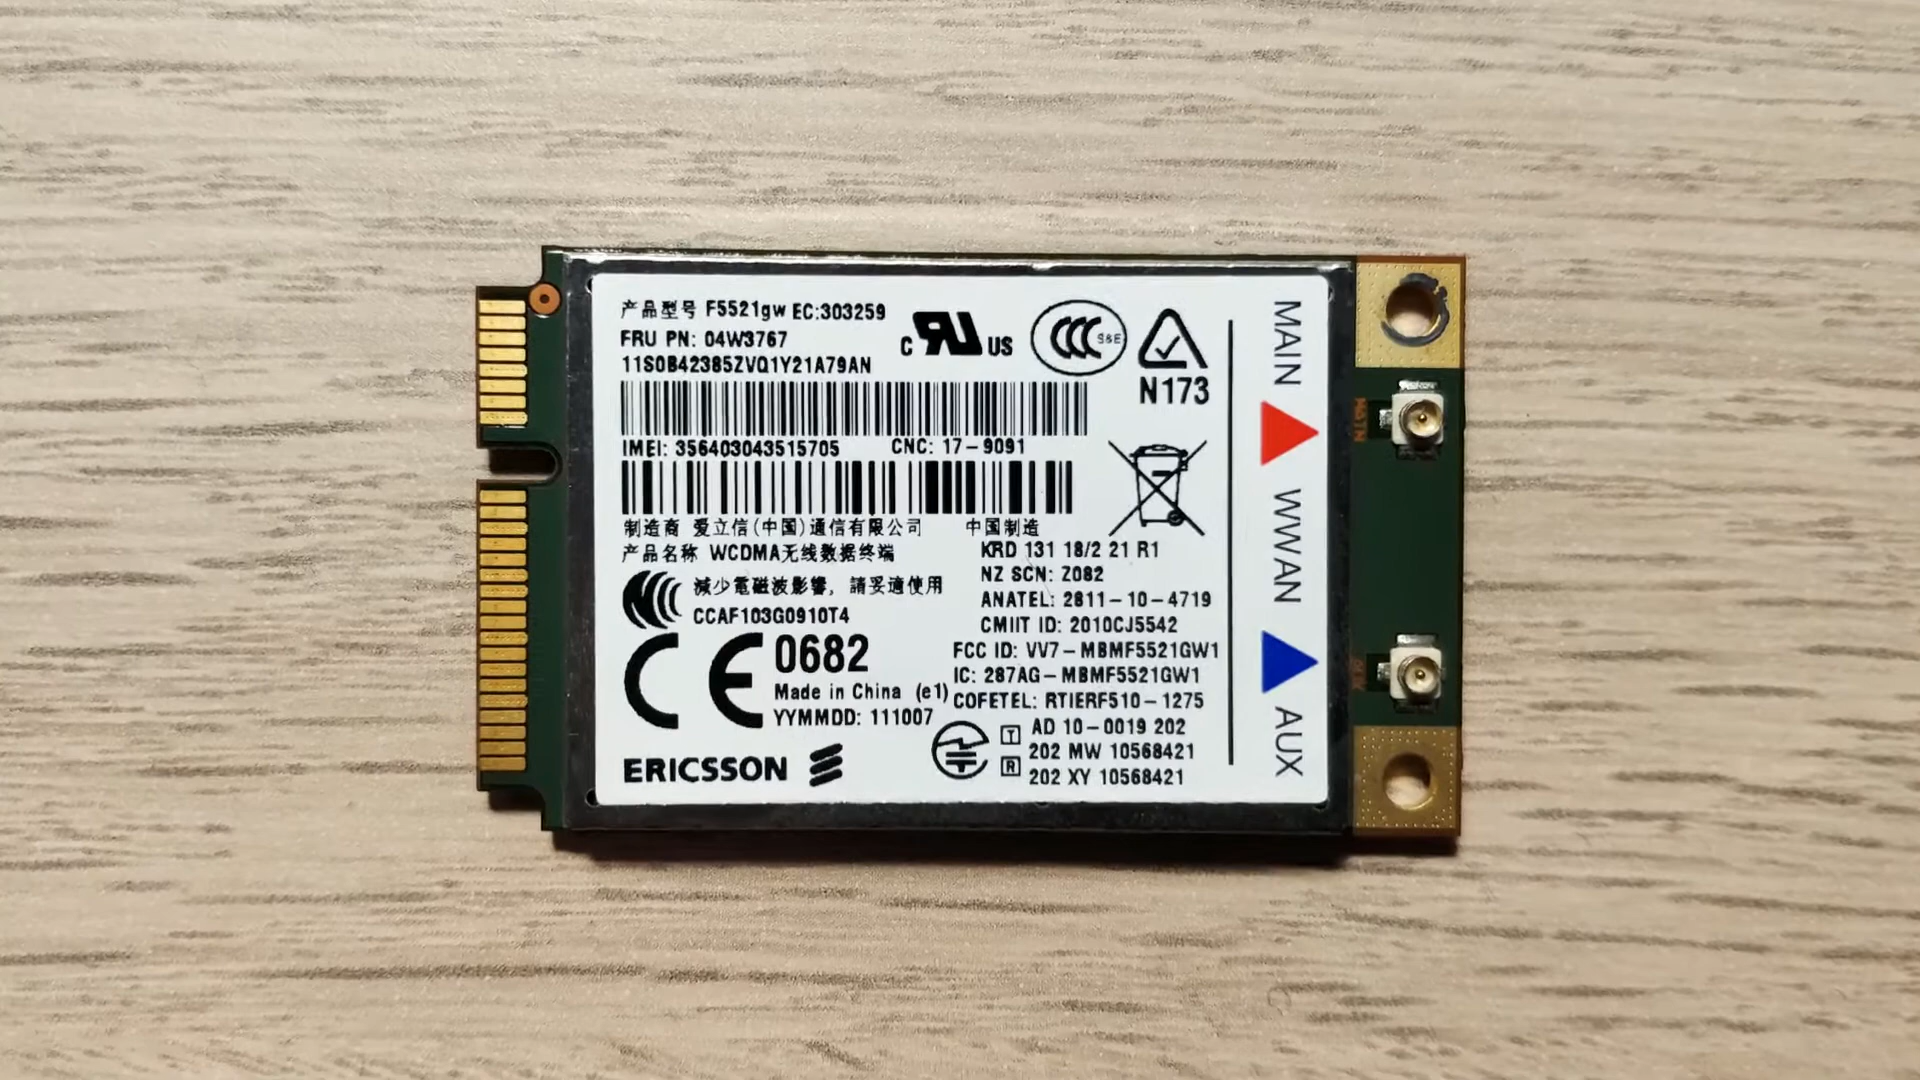 产品型号 F5521gw EC:303259
FRU PN: 04W3767
11S0B42385ZVQ1Y21A79AN
C UL US
CCC S&E
N173
IMEI: 356403043515705 CNC: 17-9091
制造商 爱立信(中国)通信有限公司 中国制造
产品名称 WCDMA无线数据终端
KRD 131 18/2 21 R1
NZ SCN: Z082
減少電磁波影響, 請妥適使用
CCAF103G0910T4
ANATEL: 2811-10-4719
CMIIT ID: 2010CJ5542
FCC ID: VV7-MBMF5521GW1
IC: 287AG-MBMF5521GW1
COFETEL: RTIERF510-1275
CE 0682
Made in China (e1)
YYMMDD: 111007
ERICSSON
T AD 10-0019 202
202 MW 10568421
R 202 XY 10568421
MAIN
WWAN
AUX
MAIN